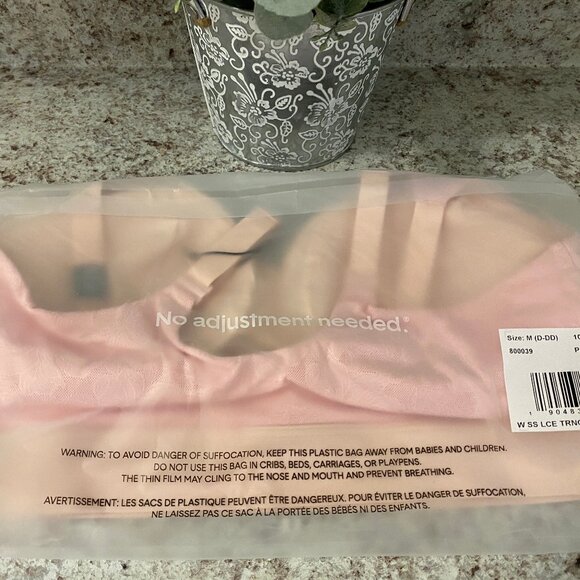 No adjustment needed.®
Size: M (D-DD) 10
800039 P
1 90483
W SS LCE TRNG
WARNING: TO AVOID DANGER OF SUFFOCATION, KEEP THIS PLASTIC BAG AWAY FROM BABIES AND CHILDREN.
DO NOT USE THIS BAG IN CRIBS, BEDS, CARRIAGES, OR PLAYPENS.
THE THIN FILM MAY CLING TO THE NOSE AND MOUTH AND PREVENT BREATHING.
AVERTISSEMENT: LES SACS DE PLASTIQUE PEUVENT ÊTRE DANGEREUX. POUR ÉVITER LE DANGER DE SUFFOCATION,
NE LAISSEZ PAS CE SAC À LA PORTÉE DES BÉBÉS NI DES ENFANTS.